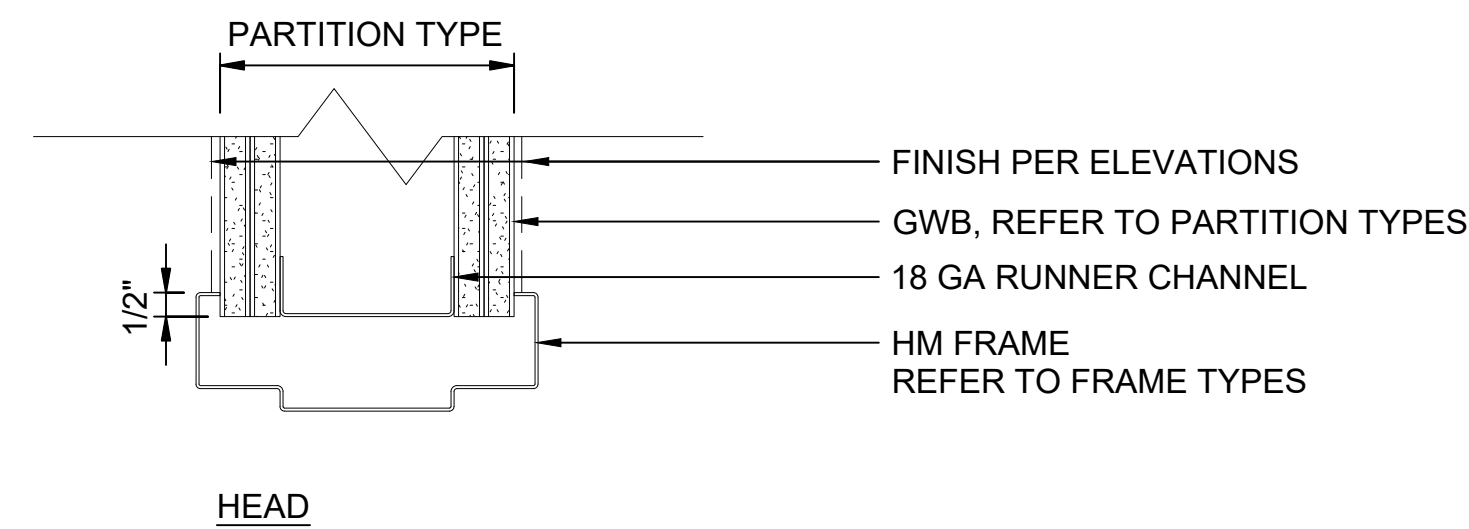 PARTITION TYPE
FINISH PER ELEVATIONS
GWB, REFER TO PARTITION TYPES
18 GA RUNNER CHANNEL
1/2"
HM FRAME
REFER TO FRAME TYPES
HEAD